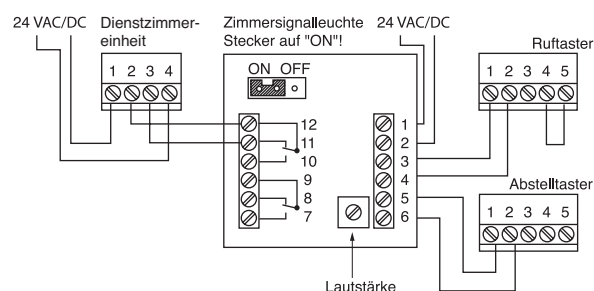 24 VAC/DC
Dienstzimmer-
einheit
1 2 3 4
Zimmersignalleuchte
Stecker auf "ON"!
ON OFF
12
11
10
9
8
7
Lautstärke
24 VAC/DC
1
2
3
4
5
6
Ruftaster
1 2 3 4 5
Abstelltaster
1 2 3 4 5